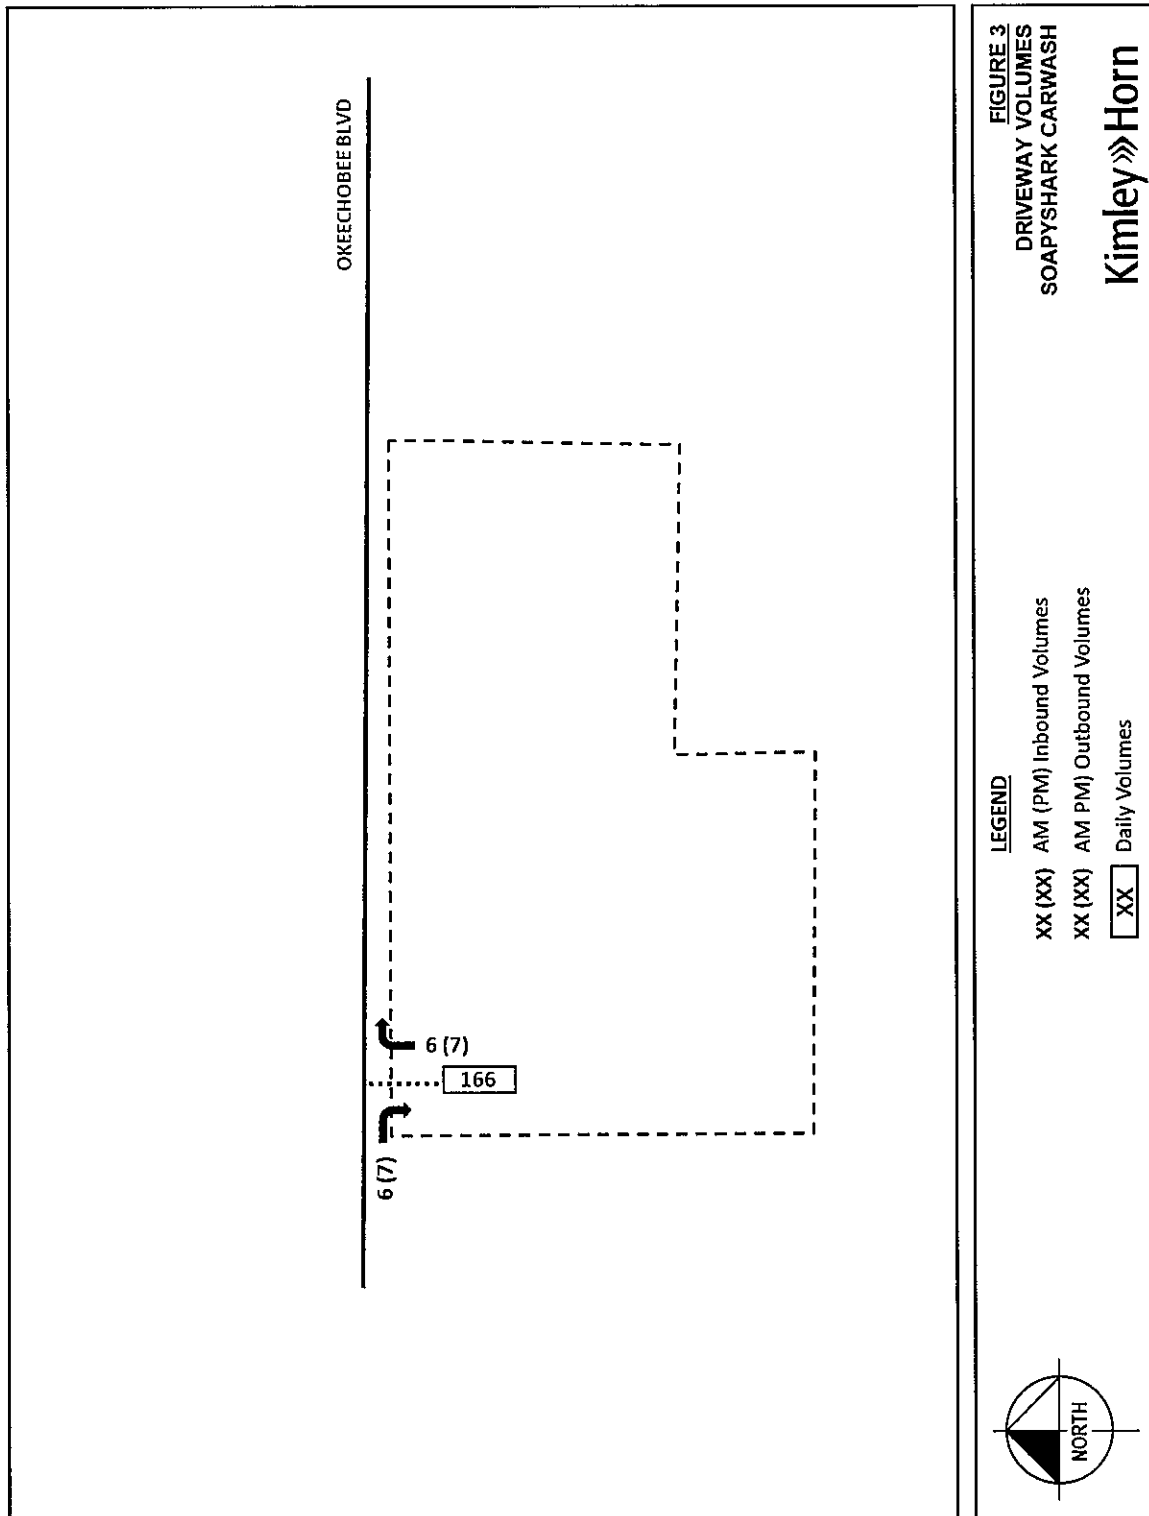 OKEECHOBEE BLVD
6 (7)
166
6 (7)
NORTH
LEGEND
XX (XX) AM (PM) Inbound Volumes
XX (XX) AM PM) Outbound Volumes
XX Daily Volumes
FIGURE 3
DRIVEWAY VOLUMES
SOAPYSHARK CARWASH
Kimley»Horn